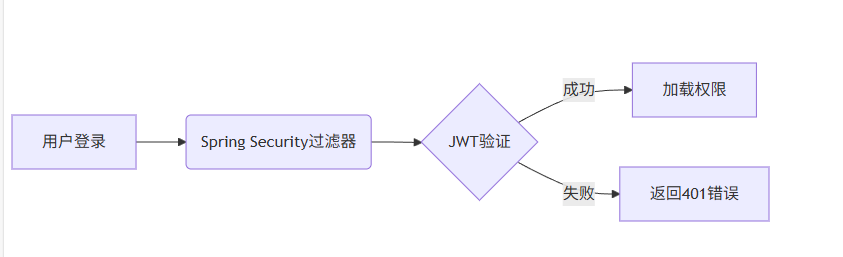 用户登录
Spring Security过滤器
JWT验证
成功
加载权限
失败
返回401错误